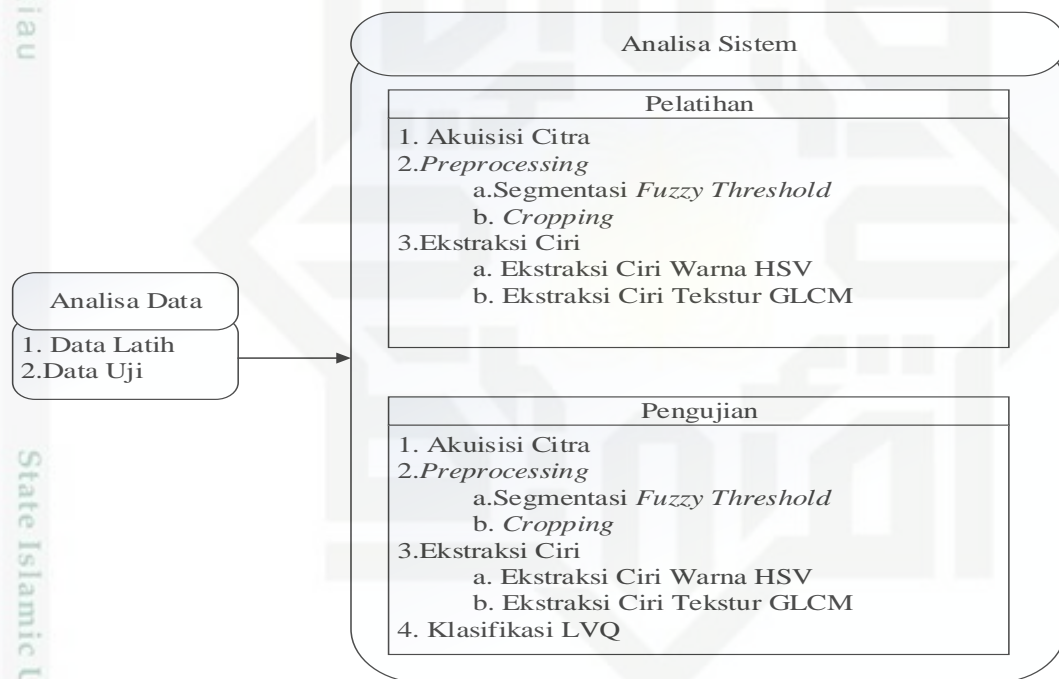 iau
State Islamic U
Analisa Sistem
Pelatihan
1. Akuisisi Citra
2.Preprocessing
a.Segmentasi Fuzzy Threshold
b. Cropping
3.Ekstraksi Ciri
a. Ekstraksi Ciri Warna HSV
b. Ekstraksi Ciri Tekstur GLCM
Analisa Data
1. Data Latih
2.Data Uji
Pengujian
1. Akuisisi Citra
2.Preprocessing
a.Segmentasi Fuzzy Threshold
b. Cropping
3.Ekstraksi Ciri
a. Ekstraksi Ciri Warna HSV
b. Ekstraksi Ciri Tekstur GLCM
4. Klasifikasi LVQ